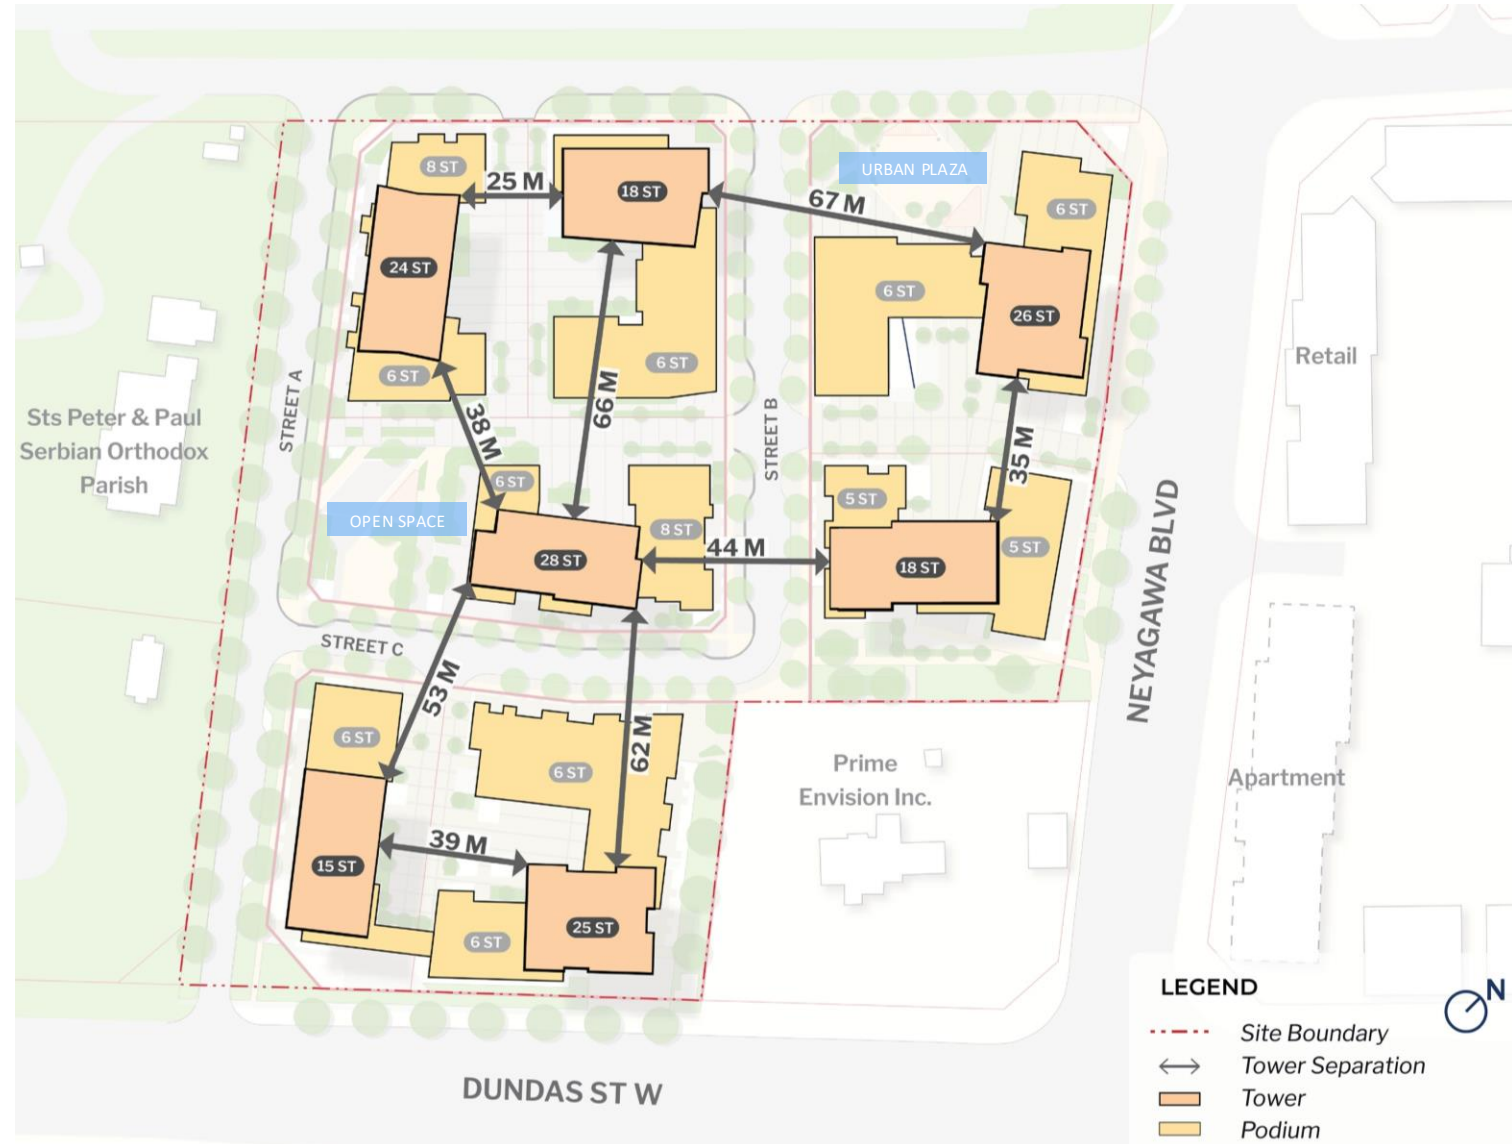 8 ST
25 M
18 ST
URBAN PLAZA
67 M
6 ST
24 ST
6 ST
26 ST
Retail
6 ST
6 ST
66 M
38 M
STREET A
STREET B
35 M
Sts Peter & Paul
Serbian Orthodox
Parish
6 ST
5 ST
OPEN SPACE
8 ST
28 ST
44 M
18 ST
5 ST
NEYAGAWA BLVD
STREET C
53 M
62 M
6 ST
6 ST
Prime
Envision Inc.
Apartment
39 M
15 ST
25 ST
6 ST
DUNDAS ST W
LEGEND
N
Site Boundary
Tower Separation
Tower
Podium